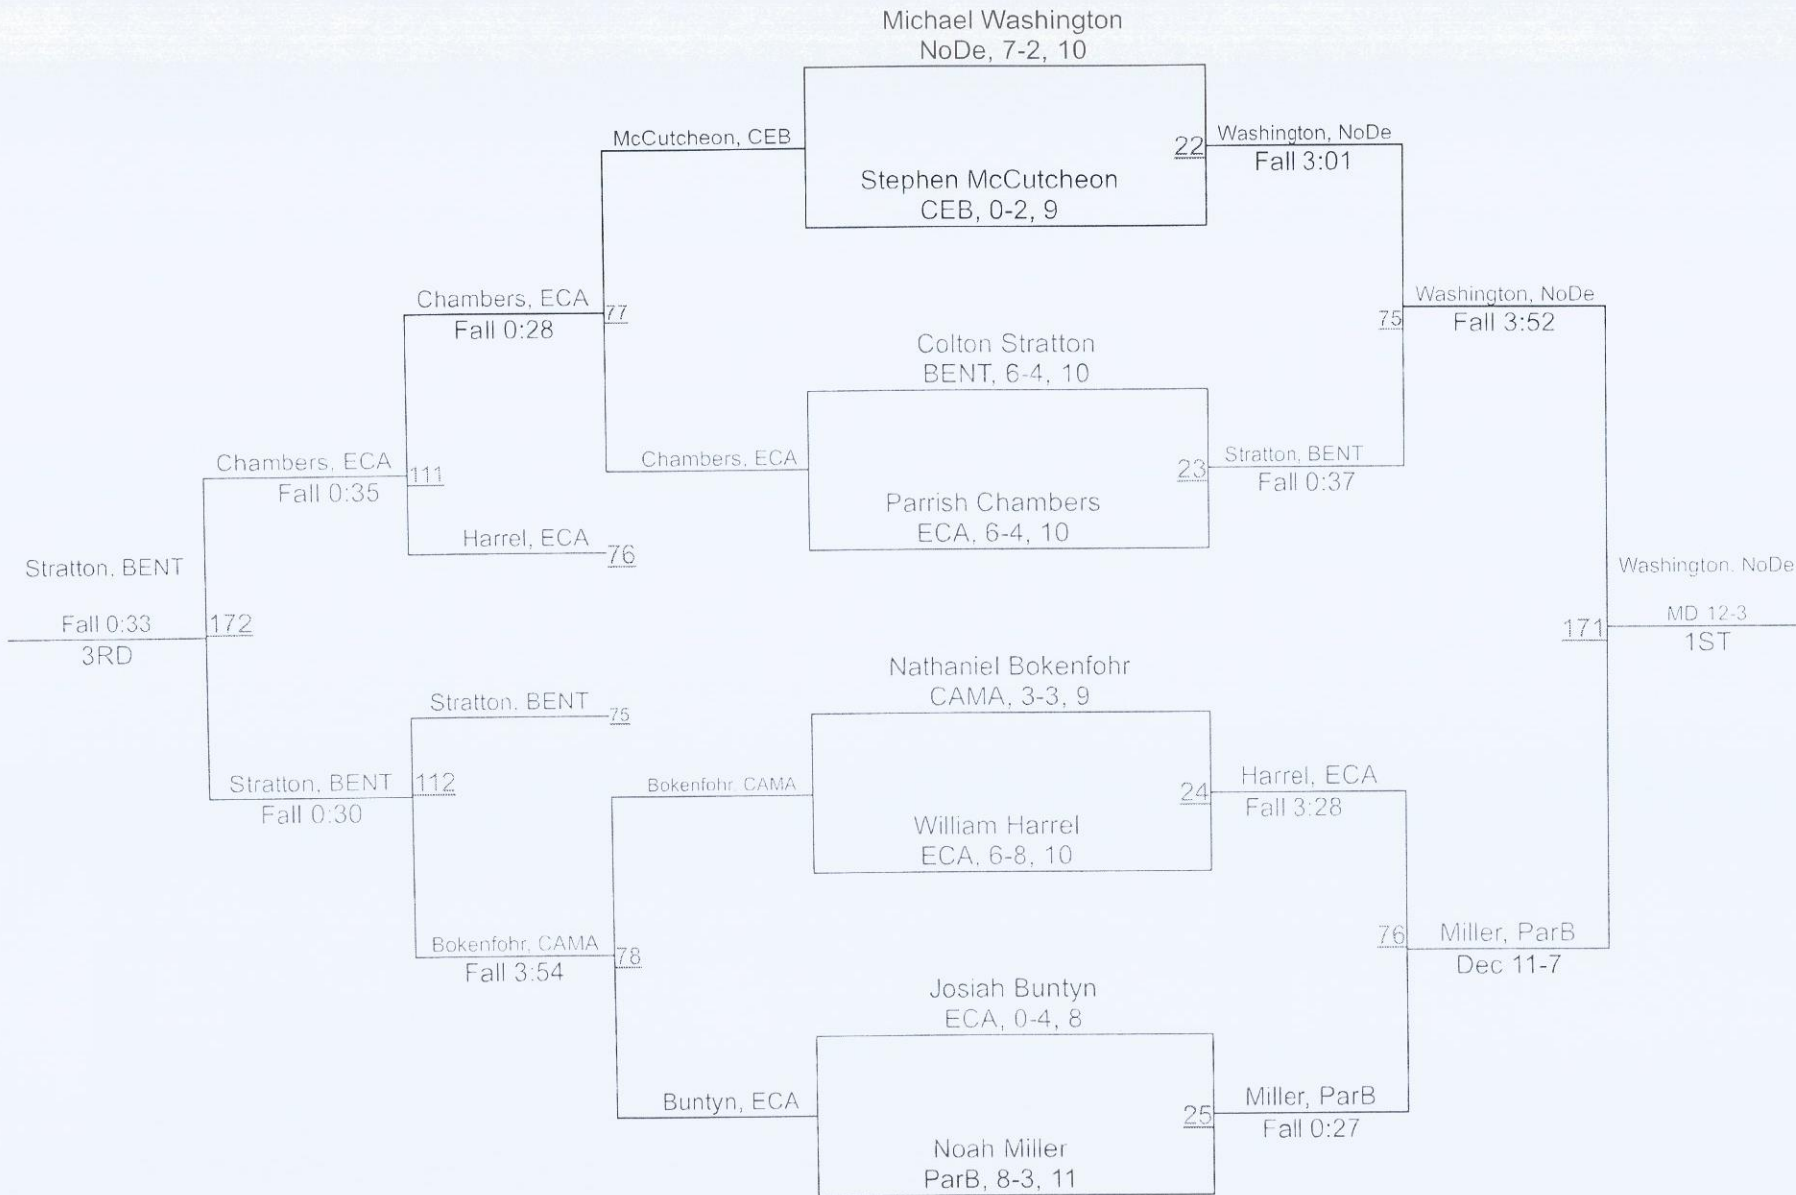 Michael Washington
NoDe, 7-2, 10
McCutcheon, CEB
22
Washington, NoDe
Fall 3:01
Stephen McCutcheon
CEB, 0-2, 9
Chambers, ECA
Fall 0:28
77
Washington, NoDe
Fall 3:52
75
Colton Stratton
BENT, 6-4, 10
Chambers, ECA
Fall 0:35
111
Chambers, ECA
23
Stratton, BENT
Fall 0:37
Parrish Chambers
ECA, 6-4, 10
Harrel, ECA
76
Stratton, BENT
Fall 0:33
3RD
172
Washington, NoDe
171
MD 12-3
1ST
Nathaniel Bokenfohr
CAMA, 3-3, 9
Stratton, BENT
75
Stratton, BENT
Fall 0:30
112
Bokenfohr, CAMA
24
Harrel, ECA
Fall 3:28
William Harrel
ECA, 6-8, 10
Bokenfohr, CAMA
Fall 3:54
78
76
Miller, ParB
Dec 11-7
Josiah Buntyn
ECA, 0-4, 8
Buntyn, ECA
25
Miller, ParB
Fall 0:27
Noah Miller
ParB, 8-3, 11